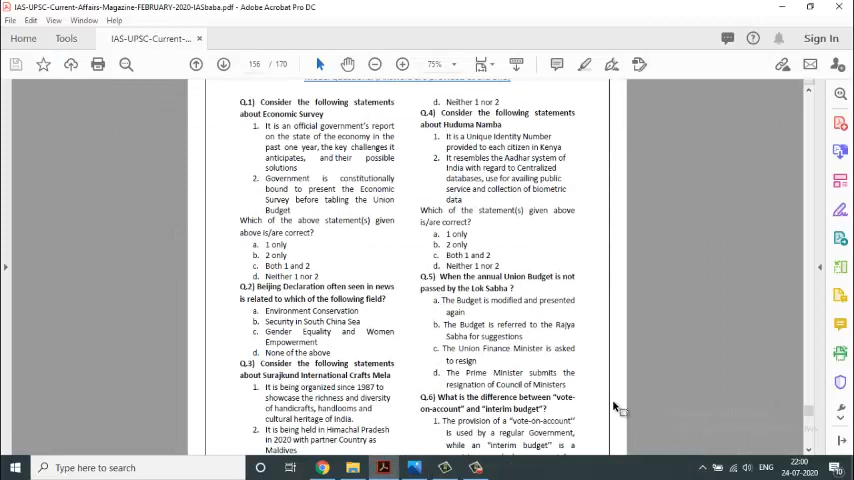 IAS-UPSC-Current-Affairs-Magazine-FEBRUARY-2020-IASbaba.pdf - Adobe Acrobat Pro DC
File Edit View Window Help
Home Tools IAS-UPSC-Current-... × Sign In
156 / 170 75%
Q.1) Consider the following statements
about Economic Survey
1. It is an official government's report
on the state of the economy in the
past one year, the key challenges it
anticipates, and their possible
solutions
2. Government is constitutionally
bound to present the Economic
Survey before tabling the Union
Budget
Which of the above statement(s) given
above is/are correct?
a. 1 only
b. 2 only
c. Both 1 and 2
d. Neither 1 nor 2
Q.2) Beijing Declaration often seen in news
is related to which of the following field?
a. Environment Conservation
b. Security in South China Sea
c. Gender Equality and Women
Empowerment
d. None of the above
Q.3) Consider the following statements
about Surajkund International Crafts Mela
1. It is being organized since 1987 to
showcase the richness and diversity
of handicrafts, handlooms and
cultural heritage of India.
2. It is being held in Himachal Pradesh
in 2020 with partner Country as
Maldives
d. Neither 1 nor 2
Q.4) Consider the following statements
about Huduma Namba
1. It is a Unique Identity Number
provided to each citizen in Kenya
2. It resembles the Aadhar system of
India with regard to Centralized
databases, use for availing public
service and collection of biometric
data
Which of the statement(s) given above
is/are correct?
a. 1 only
b. 2 only
c. Both 1 and 2
d. Neither 1 nor 2
Q.5) When the annual Union Budget is not
passed by the Lok Sabha ?
a. The Budget is modified and presented
again
b. The Budget is referred to the Rajya
Sabha for suggestions
c. The Union Finance Minister is asked
to resign
d. The Prime Minister submits the
resignation of Council of Ministers
Q.6) What is the difference between "vote-
on-account" and "interim budget"?
1. The provision of a "vote-on-account"
is used by a regular Government,
while an "interim budget" is a
Type here to search
ENG
22:00
24-07-2020